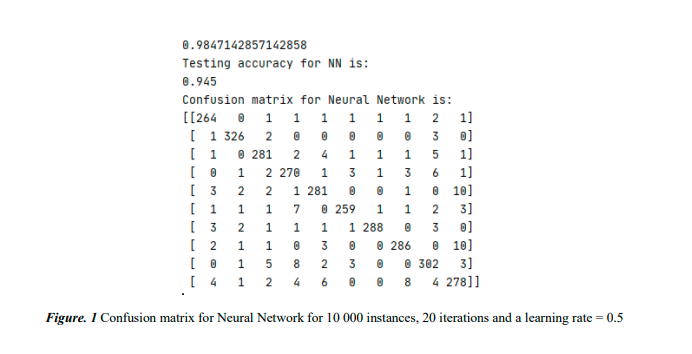 0.9847142857142858
Testing accuracy for NN is:
0.945
Confusion matrix for Neural Network is:
[[264 0 1 1 1 1 1 1 2 1]
[ 1 326 2 0 0 0 0 0 3 0]
[ 1 0 281 2 4 1 1 1 5 1]
[ 0 1 2 270 1 3 1 3 6 1]
[ 3 2 2 1 281 0 0 1 0 10]
[ 1 1 1 7 0 259 1 1 2 3]
[ 3 2 1 1 1 1 288 0 3 0]
[ 2 1 1 0 3 0 0 286 0 10]
[ 0 1 5 8 2 3 0 0 302 3]
[ 4 1 2 4 6 0 0 8 4 278]]
.
Figure. 1 Confusion matrix for Neural Network for 10 000 instances, 20 iterations and a learning rate = 0.5